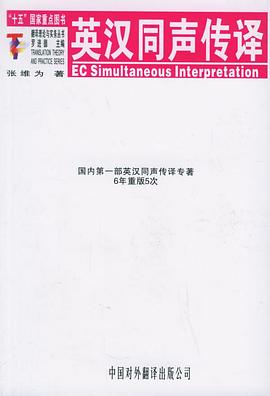 "十五"国家重点图书
翻译理论与实务丛书
罗进德 主编
TRANSLATION THEORY
AND PRACTICE SERIES
张维为 著
英汉同声传译
EC Simultaneous Interpretation
国内第一部英汉同声传译专著
6年重版5次
中国对外翻译出版公司